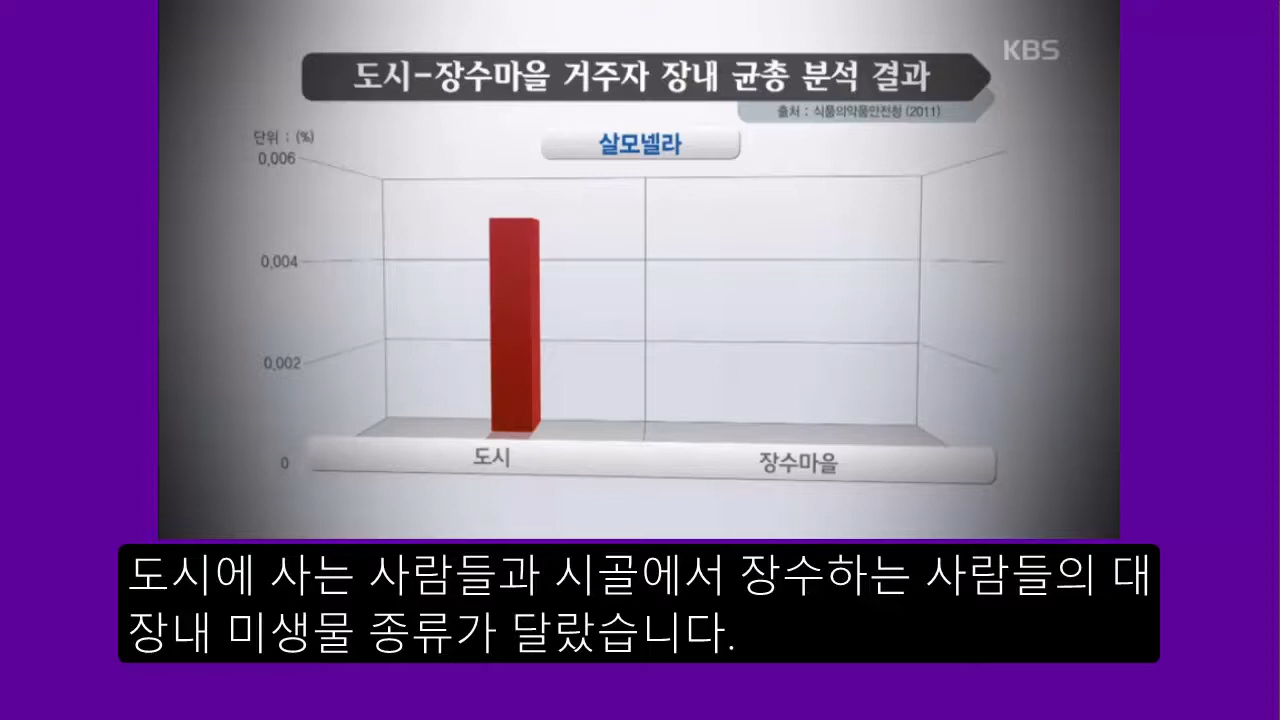 KBS
도시-장수마을 거주자 장내 균총 분석 결과
출처 : 식품의약품안전청 (2011)
단위 : (%)
살모넬라
0.006
0.004
0.002
0
도시
장수마을
도시에 사는 사람들과 시골에서 장수하는 사람들의 대
장내 미생물 종류가 달랐습니다.